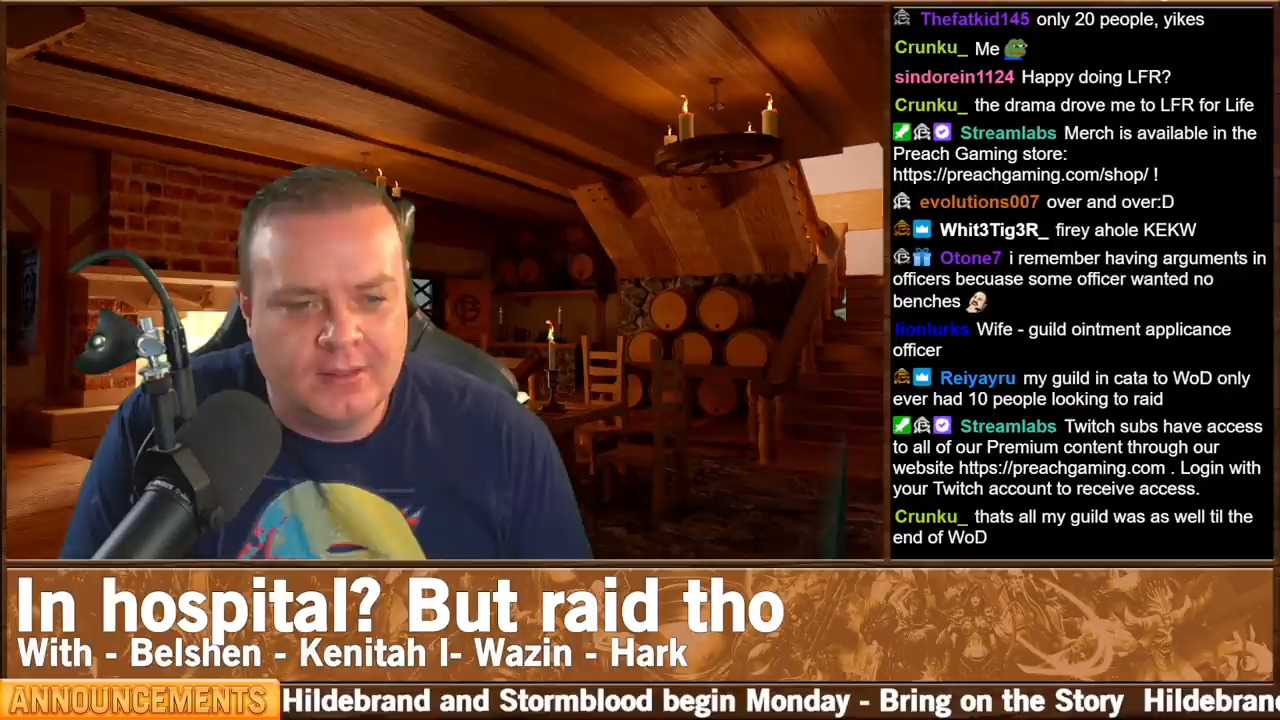 Thefatkid145 only 20 people, yikes
Crunku_ Me
sindorein1124 Happy doing LFR?
Crunku_ the drama drove me to LFR for Life
Streamlabs Merch is available in the
Preach Gaming store:
https://preachgaming.com/shop/ !
evolutions007 over and over:D
Whit3Tig3R_ firey ahole KEKW
Otone7 i remember having arguments in
officers becuase some officer wanted no
benches
lionlurks Wife - guild ointment applicance
officer
Reiyayru my guild in cata to WoD only
ever had 10 people looking to raid
Streamlabs Twitch subs have access
to all of our Premium content through our
website https://preachgaming.com . Login with
your Twitch account to receive access.
Crunku_ thats all my guild was as well til the
end of WoD
In hospital? But raid tho
With - Belshen - Kenitah I- Wazin - Hark
ANNOUNCEMENTS Hildebrand and Stormblood begin Monday - Bring on the Story Hildebran